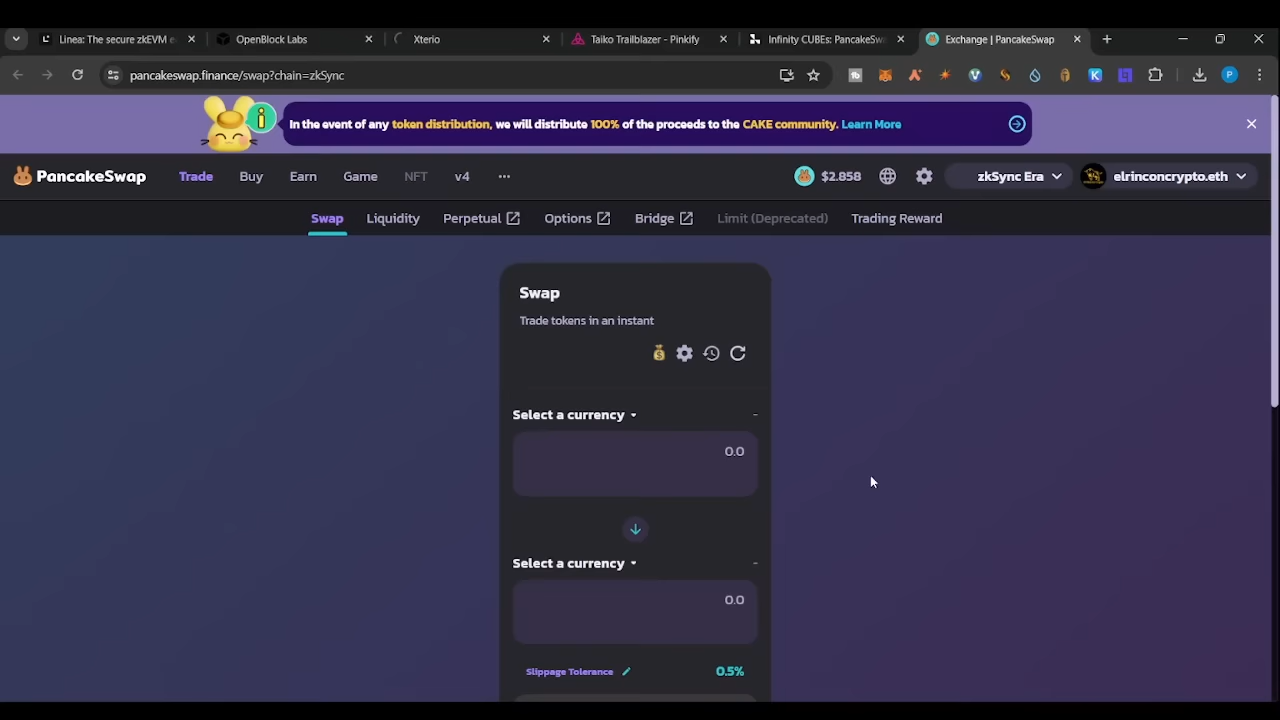 Linea: The secure zkEVM e
OpenBlock Labs
Xterio
Taiko Trailblazer - Pinkify
Infinity CUBEs: PancakeSwa
Exchange | PancakeSwap
pancakeswap.finance/swap?chain=zkSync
In the event of any token distribution, we will distribute 100% of the proceeds to the CAKE community. Learn More
PancakeSwap
Trade
Buy
Earn
Game
NFT
v4
$2.858
zkSync Era
elrinconcrypto.eth
Swap
Liquidity
Perpetual
Options
Bridge
Limit (Deprecated)
Trading Reward
Swap
Trade tokens in an instant
Select a currency
-
0.0
Select a currency
-
0.0
Slippage Tolerance
0.5%